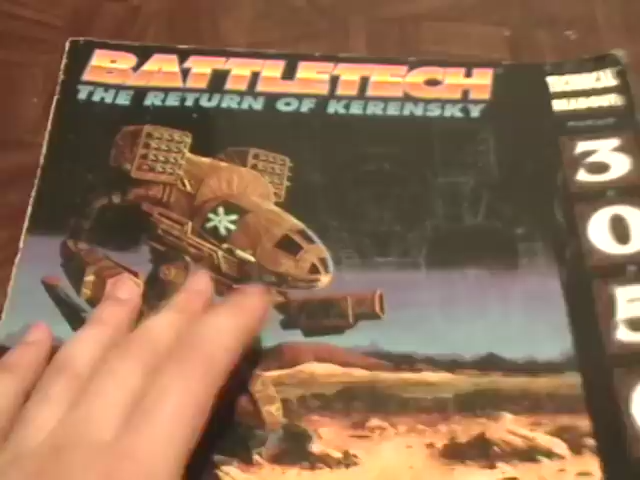 BATTLETECH
THE RETURN OF KERENSKY
TECHNICAL
READOUT:
3
0
5